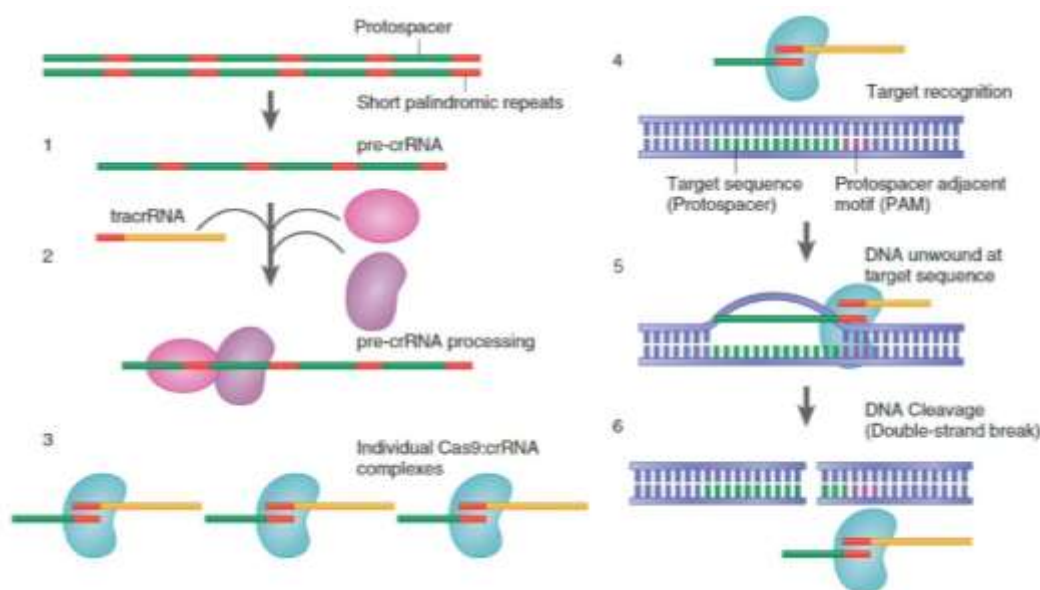 Protospacer
Short palindromic repeats
1
pre-crRNA
tracrRNA
2
pre-crRNA processing
3
Individual Cas9:crRNA
complexes
4
Target recognition
Target sequence
(Protospacer)
Protospacer adjacent
motif (PAM)
5
DNA unwound at
target sequence
6
DNA Cleavage
(Double-strand break)